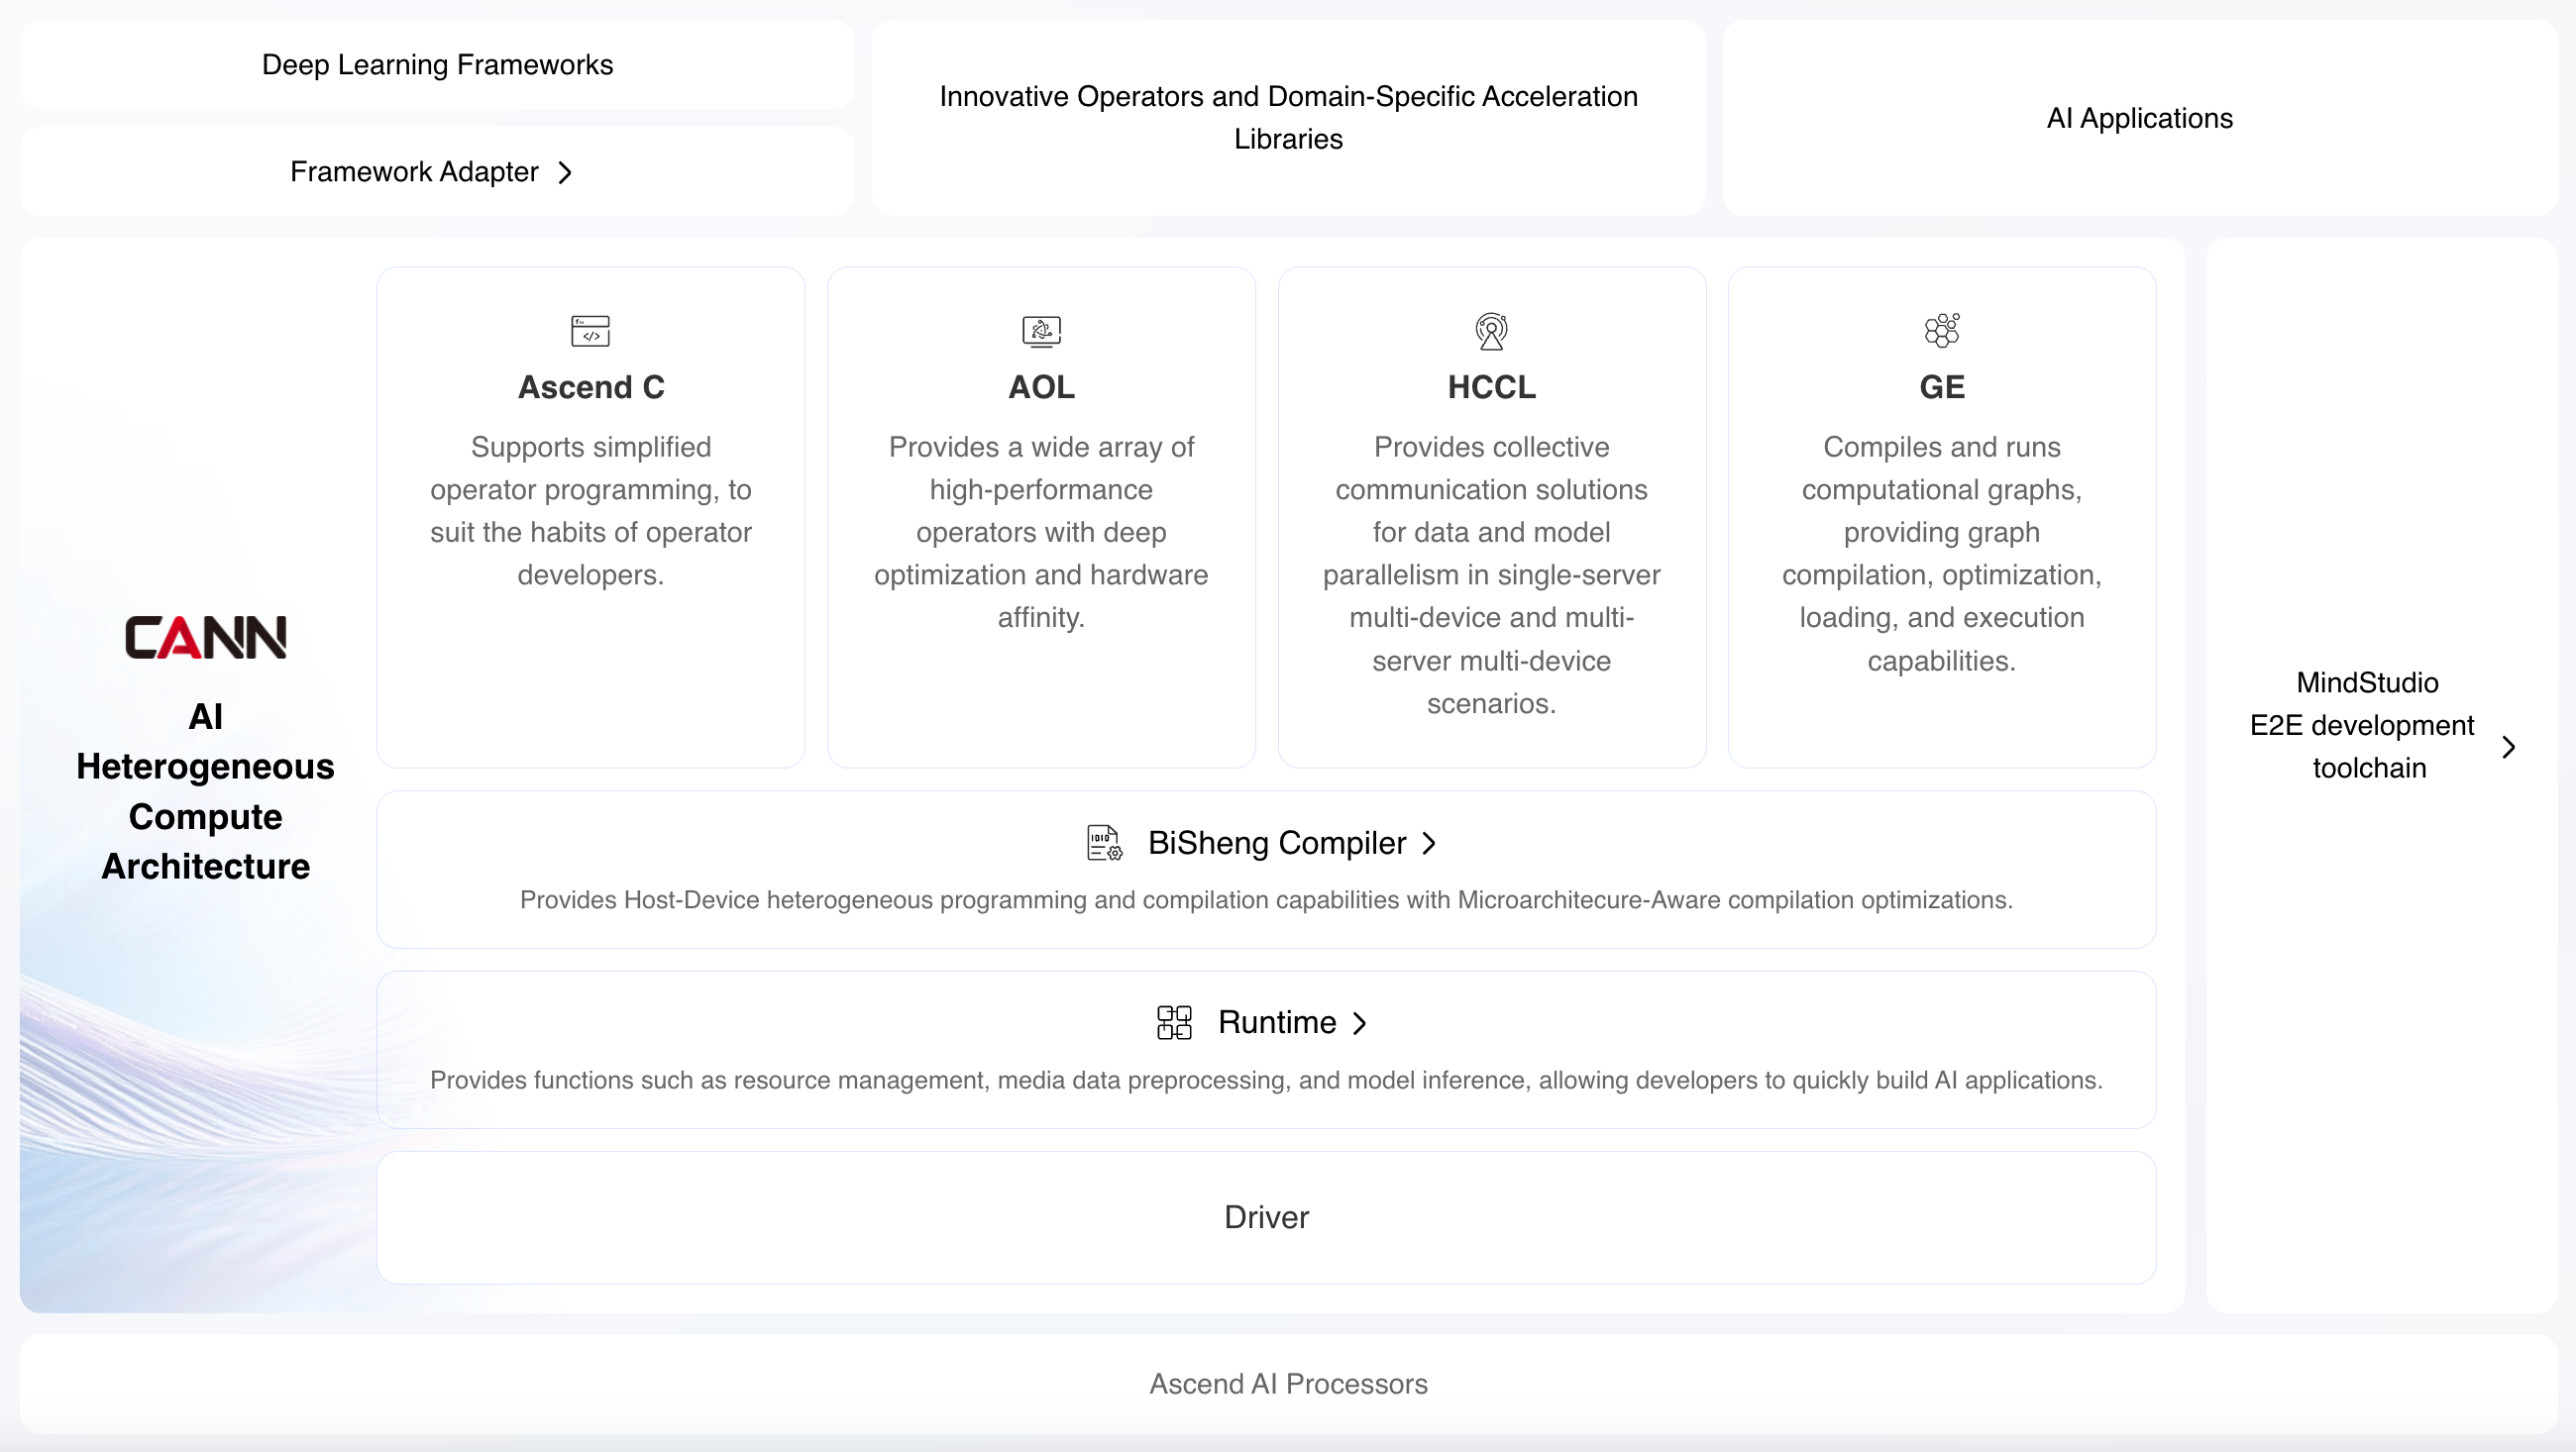 Deep Learning Frameworks
Framework Adapter
Innovative Operators and Domain-Specific Acceleration
Libraries
AI Applications
CANN
AI
Heterogeneous
Compute
Architecture
Ascend C
Supports simplified
operator programming, to
suit the habits of operator
developers.
AOL
Provides a wide array of
high-performance
operators with deep
optimization and hardware
affinity.
HCCL
Provides collective
communication solutions
for data and model
parallelism in single-server
multi-device and multi-
server multi-device
scenarios.
GE
Compiles and runs
computational graphs,
providing graph
compilation, optimization,
loading, and execution
capabilities.
BiSheng Compiler
Provides Host-Device heterogeneous programming and compilation capabilities with Microarchitecure-Aware compilation optimizations.
Runtime
Provides functions such as resource management, media data preprocessing, and model inference, allowing developers to quickly build AI applications.
Driver
MindStudio
E2E development
toolchain
Ascend AI Processors